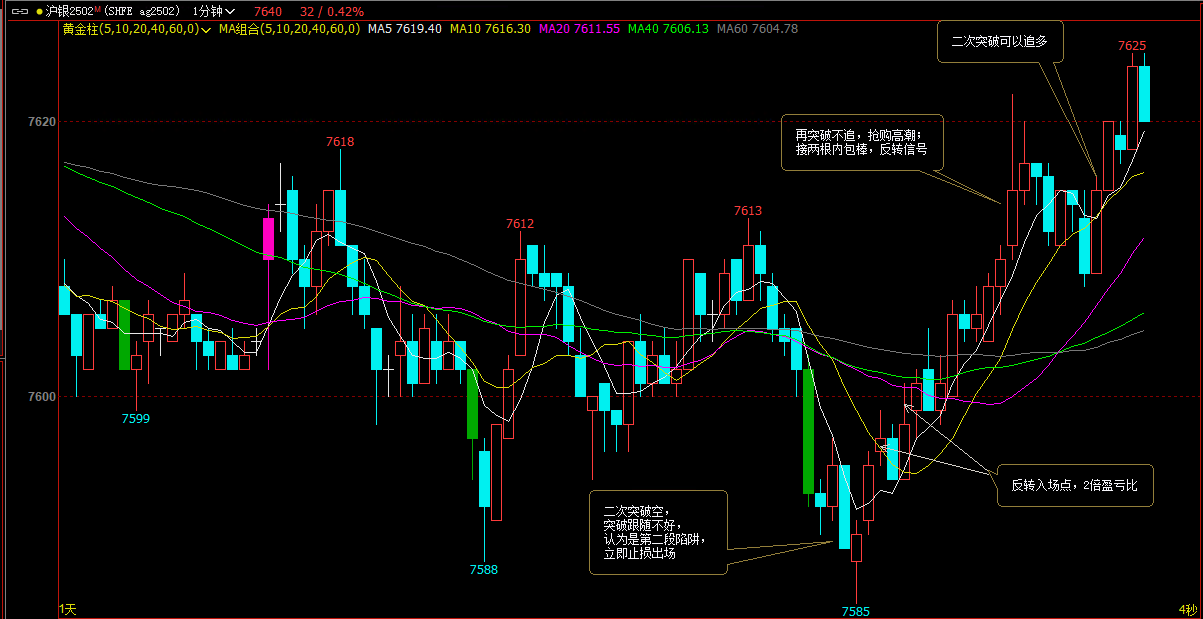 沪银2502M (SHFE ag2502) 1分钟 7640 32 / 0.42%
黄金柱(5,10,20,40,60,0) MA组合(5,10,20,40,60,0) MA5 7619.40 MA10 7616.30 MA20 7611.55 MA40 7606.13 MA60 7604.78
二次突破可以追多
7625
7620
再突破不追，抢购高潮；
接两根内包棒，反转信号
7618
7612
7613
7600
7599
反转入场点，2倍盈亏比
二次突破空，
突破跟随不好，
认为是第二段陷阱，
立即止损出场
7588
7585
1天
4秒